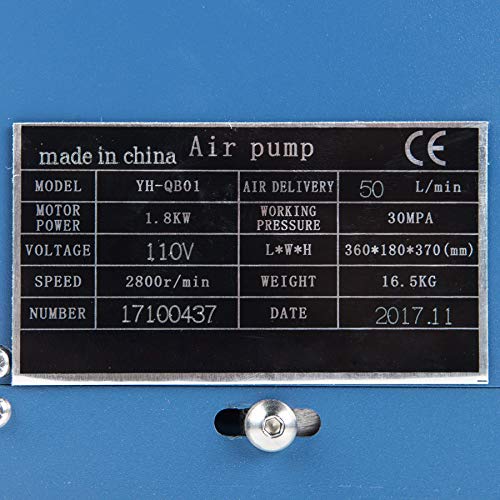 made in china Air pump CE
MODEL YH-QB01 AIR DELIVERY 50 L/min
MOTOR POWER 1.8KW WORKING PRESSURE 30MPA
VOLTAGE 110V L*W*H 360*180*370(mm)
SPEED 2800r/min WEIGHT 16.5KG
NUMBER 17100437 DATE 2017.11